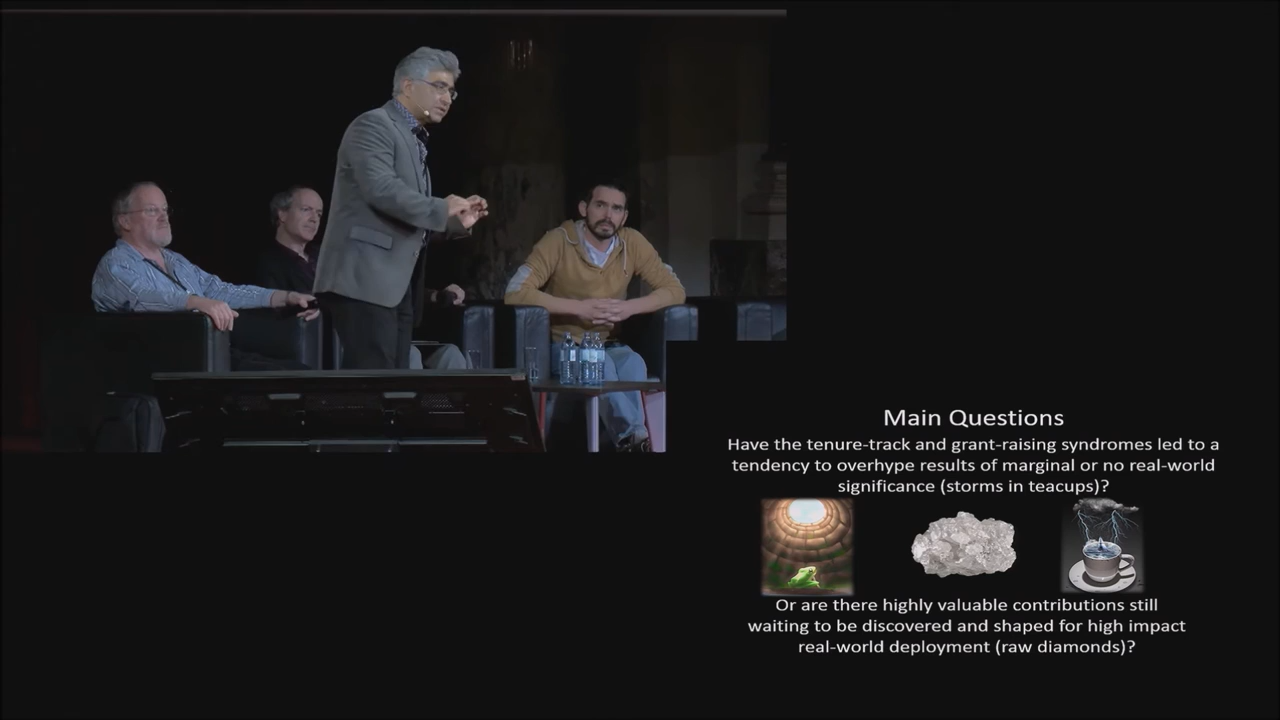 Main Questions
Have the tenure-track and grant-raising syndromes led to a
tendency to overhype results of marginal or no real-world
significance (storms in teacups)?
Or are there highly valuable contributions still
waiting to be discovered and shaped for high impact
real-world deployment (raw diamonds)?